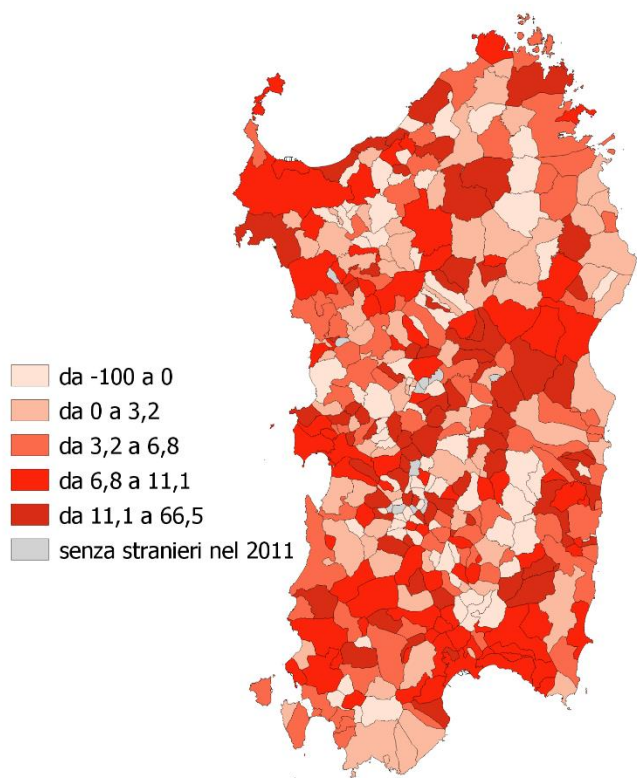 da -100 a 0
da 0 a 3,2
da 3,2 a 6,8
da 6,8 a 11,1
da 11,1 a 66,5
senza stranieri nel 2011